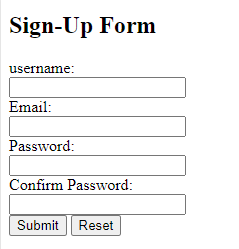 Sign-Up Form
username:
Email:
Password:
Confirm Password:
Submit Reset